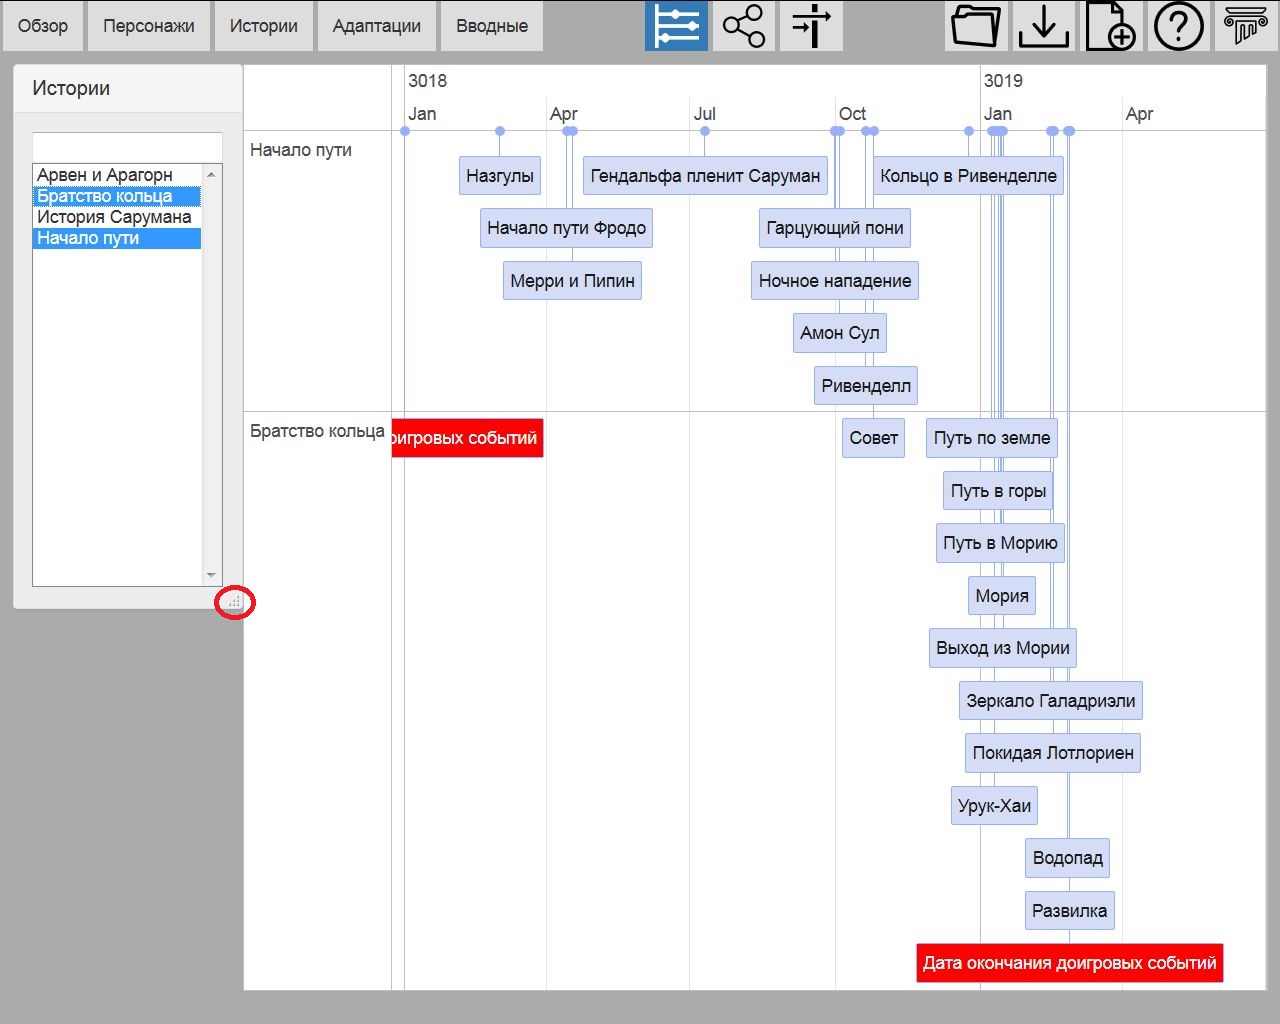 Обзор
Персонажи
Истории
Адаптации
Вводные
?
Истории
Арвен и Арагорн
Братство кольца
История Сарумана
Начало пути
3018
3019
Jan
Apr
Jul
Oct
Jan
Apr
Начало пути
Назгулы
Гендальфа пленит Саруман
Кольцо в Ривенделле
Начало пути Фродо
Гарцующий пони
Мерри и Пипин
Ночное нападение
Амон Сул
Ривенделл
Братство кольца
оигровых событий
Совет
Путь по земле
Путь в горы
Путь в Морию
Мория
Выход из Мории
Зеркало Галадриэли
Покидая Лотлориен
Урук-Хаи
Водопад
Развилка
Дата окончания доигровых событий